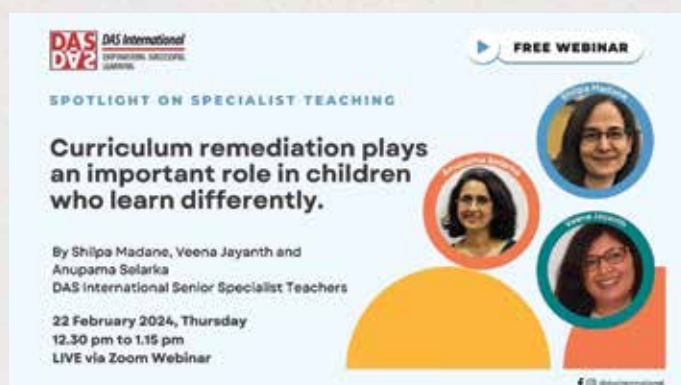 DAS DAS International
DAS EMPOWERING SUCCESSFUL
LEARNING
FREE WEBINAR
SPOTLIGHT ON SPECIALIST TEACHING
Shilpa Madane
Curriculum remediation plays
an important role in children
who learn differently.
Anupama Selarka
Veena Jayanth
By Shilpa Madane, Veena Jayanth and
Anupama Selarka
DAS International Senior Specialist Teachers
22 February 2024, Thursday
12.30 pm to 1.15 pm
LIVE via Zoom Webinar